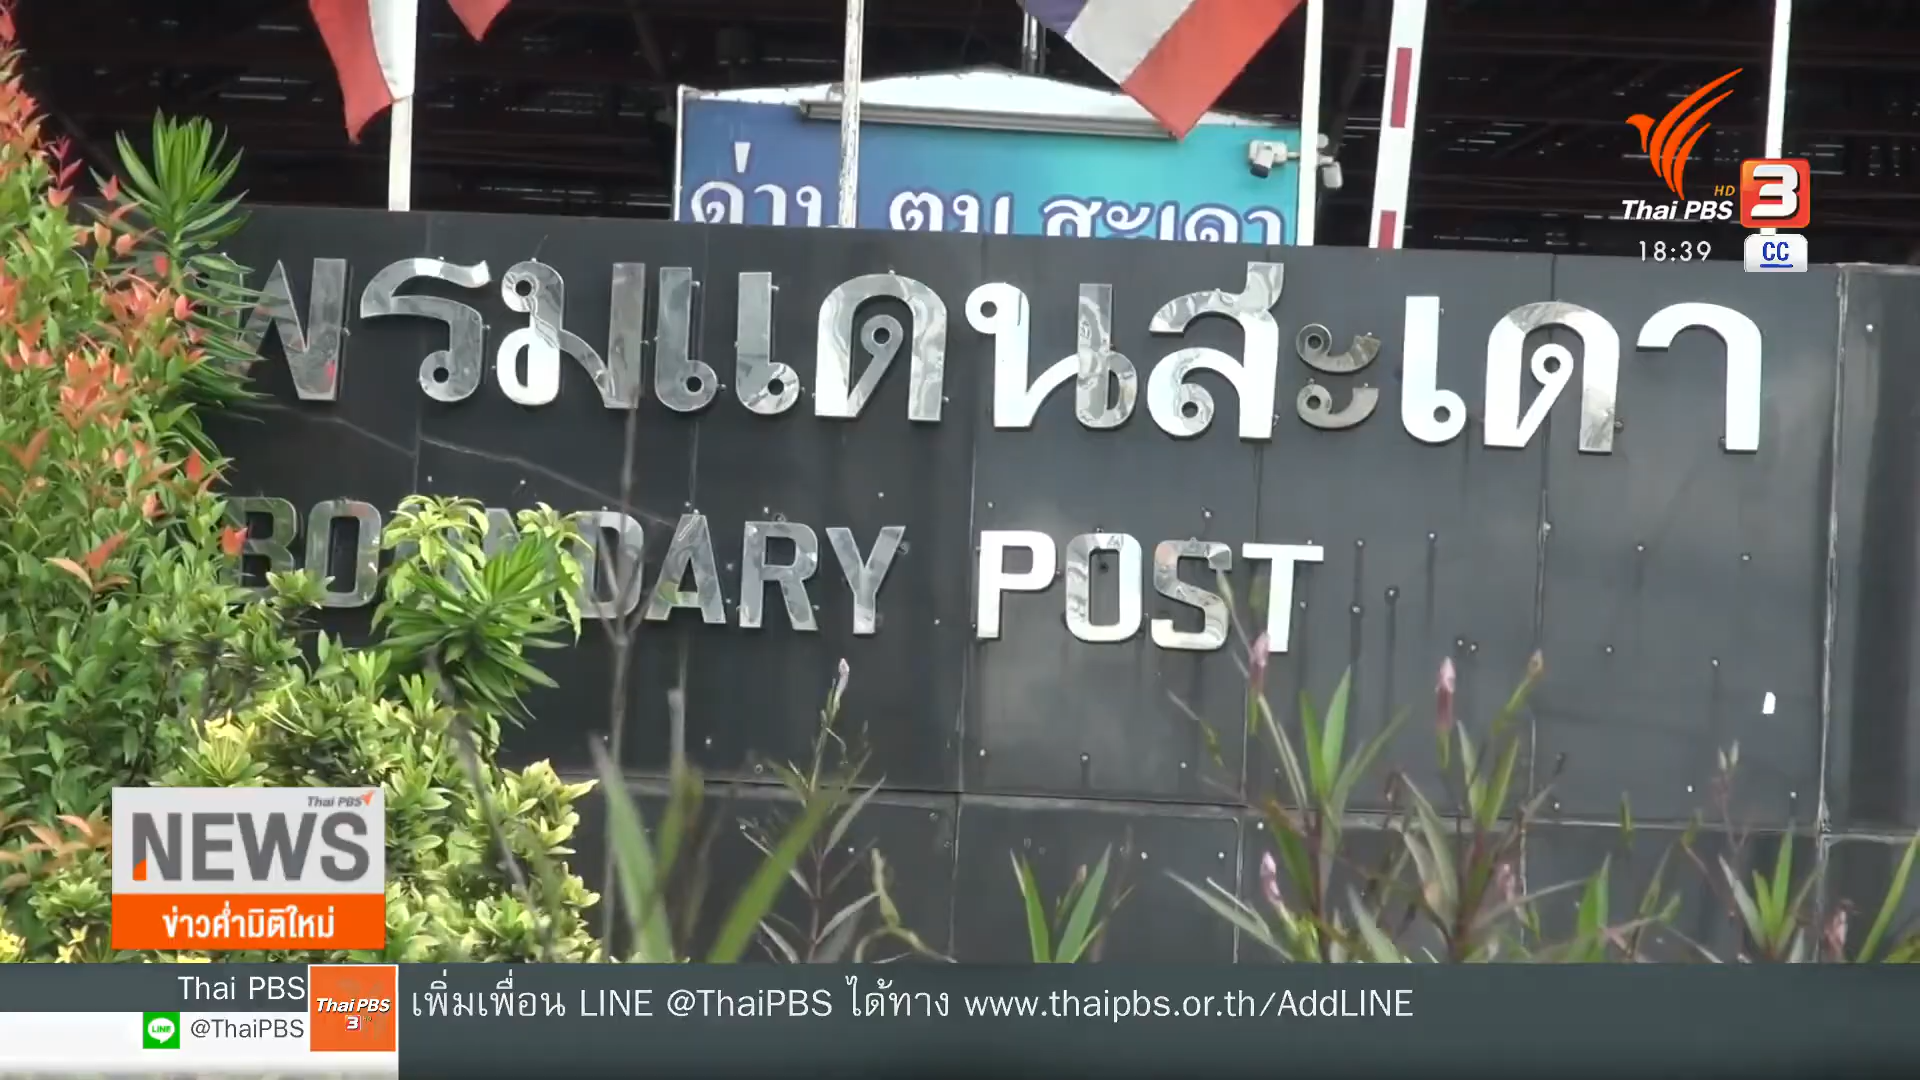 ด่าน ตม.สะเดา
พรมแดนสะเดา
BOUNDARY POST
Thai PBS
HD
3
18:39
CC
Thai PBS
NEWS
ข่าวค่ำมิติใหม่
Thai PBS
@ThaiPBS
LINE
Thai PBS
3
HD
เพิ่มเพื่อน LINE @ThaiPBS ได้ทาง www.thaipbs.or.th/AddLINE